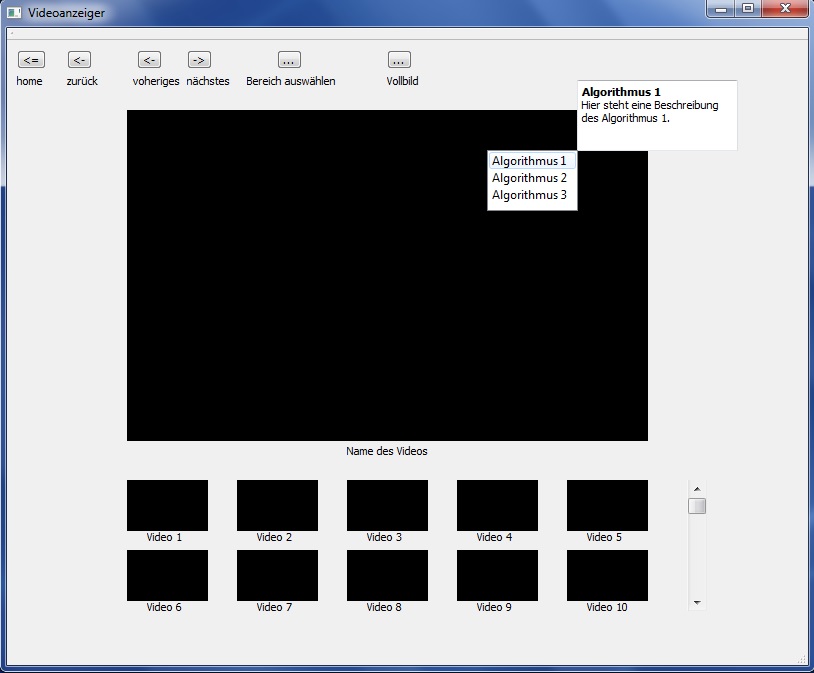 Videoanzeiger
<= <- <- -> ... ...
home zurück voheriges nächstes Bereich auswählen Vollbild
Algorithmus 1
Hier steht eine Beschreibung
des Algorithmus 1.
Algorithmus 1
Algorithmus 2
Algorithmus 3
Name des Videos
Video 1 Video 2 Video 3 Video 4 Video 5
Video 6 Video 7 Video 8 Video 9 Video 10